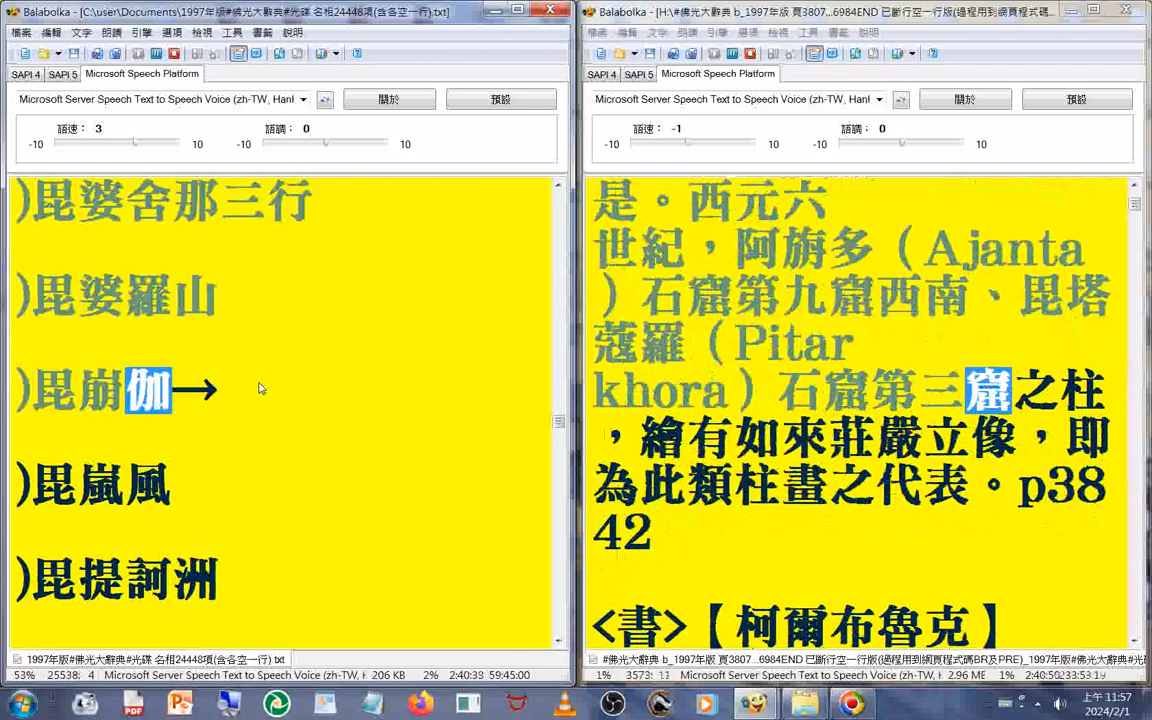 Balabolka - [C:\user\Documents\1997年版#佛光大辭典#光碟 名相24448項(含各空一行).txt]
檔案 編輯 文字 朗讀 引擎 選項 檢視 工具 書籤 說明
SAPI 4 SAPI 5 Microsoft Speech Platform
Microsoft Server Speech Text to Speech Voice (zh-TW, Hanl
關於 預設
語速： 3 語調： 0
-10 10 -10 10
)毘婆舍那三行
)毘婆羅山
)毘崩伽→
)毘嵐風
)毘提訶洲
1997年版#佛光大辭典#光碟 名相24448項(含各空一行).txt
53% 25538: 4 Microsoft Server Speech Text to Speech Voice (zh-TW, Han 206 KB 2% 2:40:38 59:45:00
Balabolka - [H:\#佛光大辭典 b_1997年版 頁3807...6984END 已斷行空一行版(過程用到網頁程式碼...
檔案 編輯 文字 朗讀 引擎 選項 檢視 工具 書籤 說明
SAPI 4 SAPI 5 Microsoft Speech Platform
Microsoft Server Speech Text to Speech Voice (zh-TW, Hanl
關於 預設
語速： -1 語調： 0
-10 10 -10 10
是。西元六
世紀，阿旃多（Ajanta
）石窟第九窟西南、毘塔
蔻羅（Pitar
khora）石窟第三窟之柱
，繪有如來莊嚴立像，即
為此類柱畫之代表。p38
42
<書>【柯爾布魯克】
#佛光大辭典 b_1997年版 頁3807...6984END 已斷行空一行版(過程用到網頁程式碼BR及PRE)_1997年版#佛光
1% Microsoft Server Speech Text to Speech Voice (zh-TW, Han 2.96 ME 1%
上午 11:57
2024/2/1